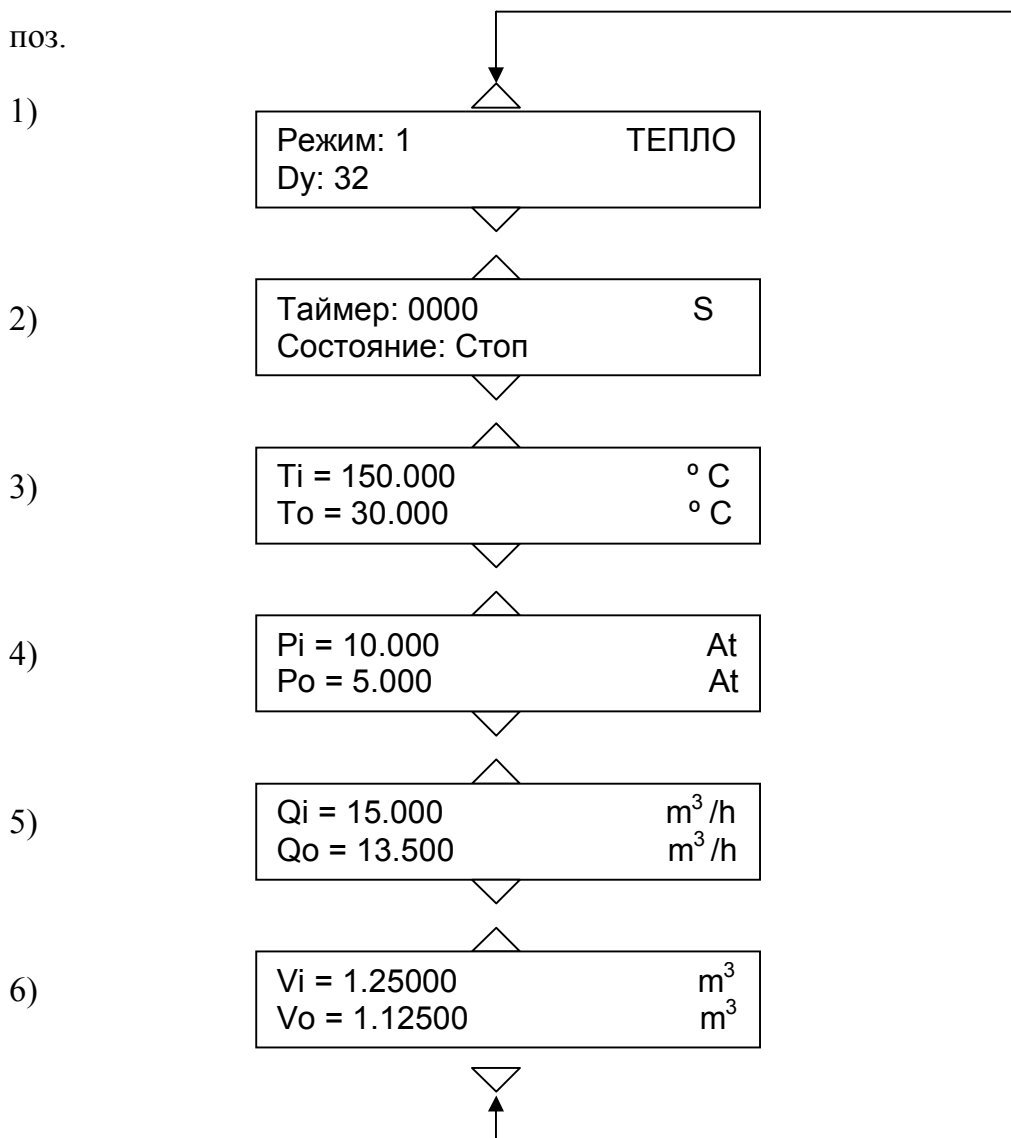 поз.
1)
Режим: 1 ТЕПЛО
Dy: 32
2)
Таймер: 0000 S
Состояние: Стоп
3)
Ti = 150.000 º C
To = 30.000 º C
4)
Pi = 10.000 At
Po = 5.000 At
5)
Qi = 15.000 m³/h
Qo = 13.500 m³/h
6)
Vi = 1.25000 m³
Vo = 1.12500 m³